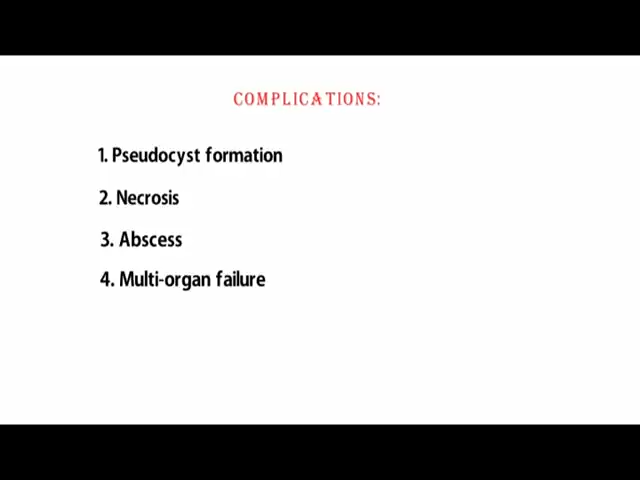 COMPLICATIONS:
1. Pseudocyst formation
2. Necrosis
3. Abscess
4. Multi-organ failure